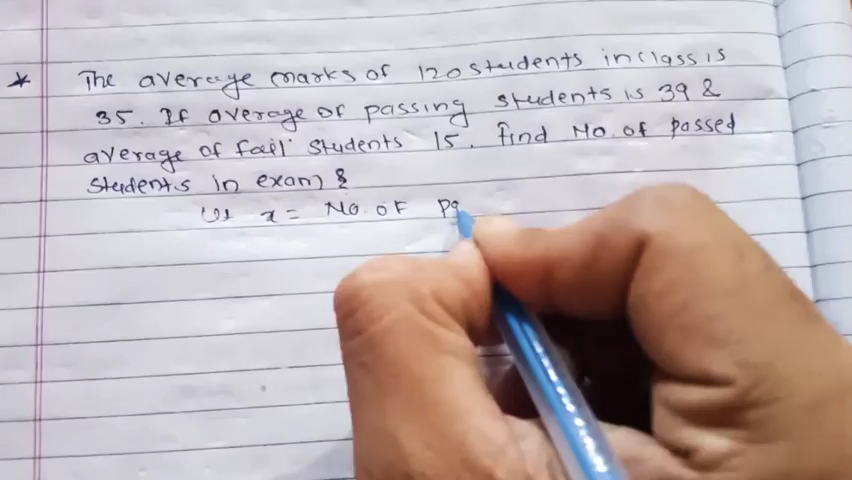 * The average marks of 120 students in class is
35. If average of passing students is 39 &
average of fail students 15. find No. of passed
students in exam?
let x = No. of Pa